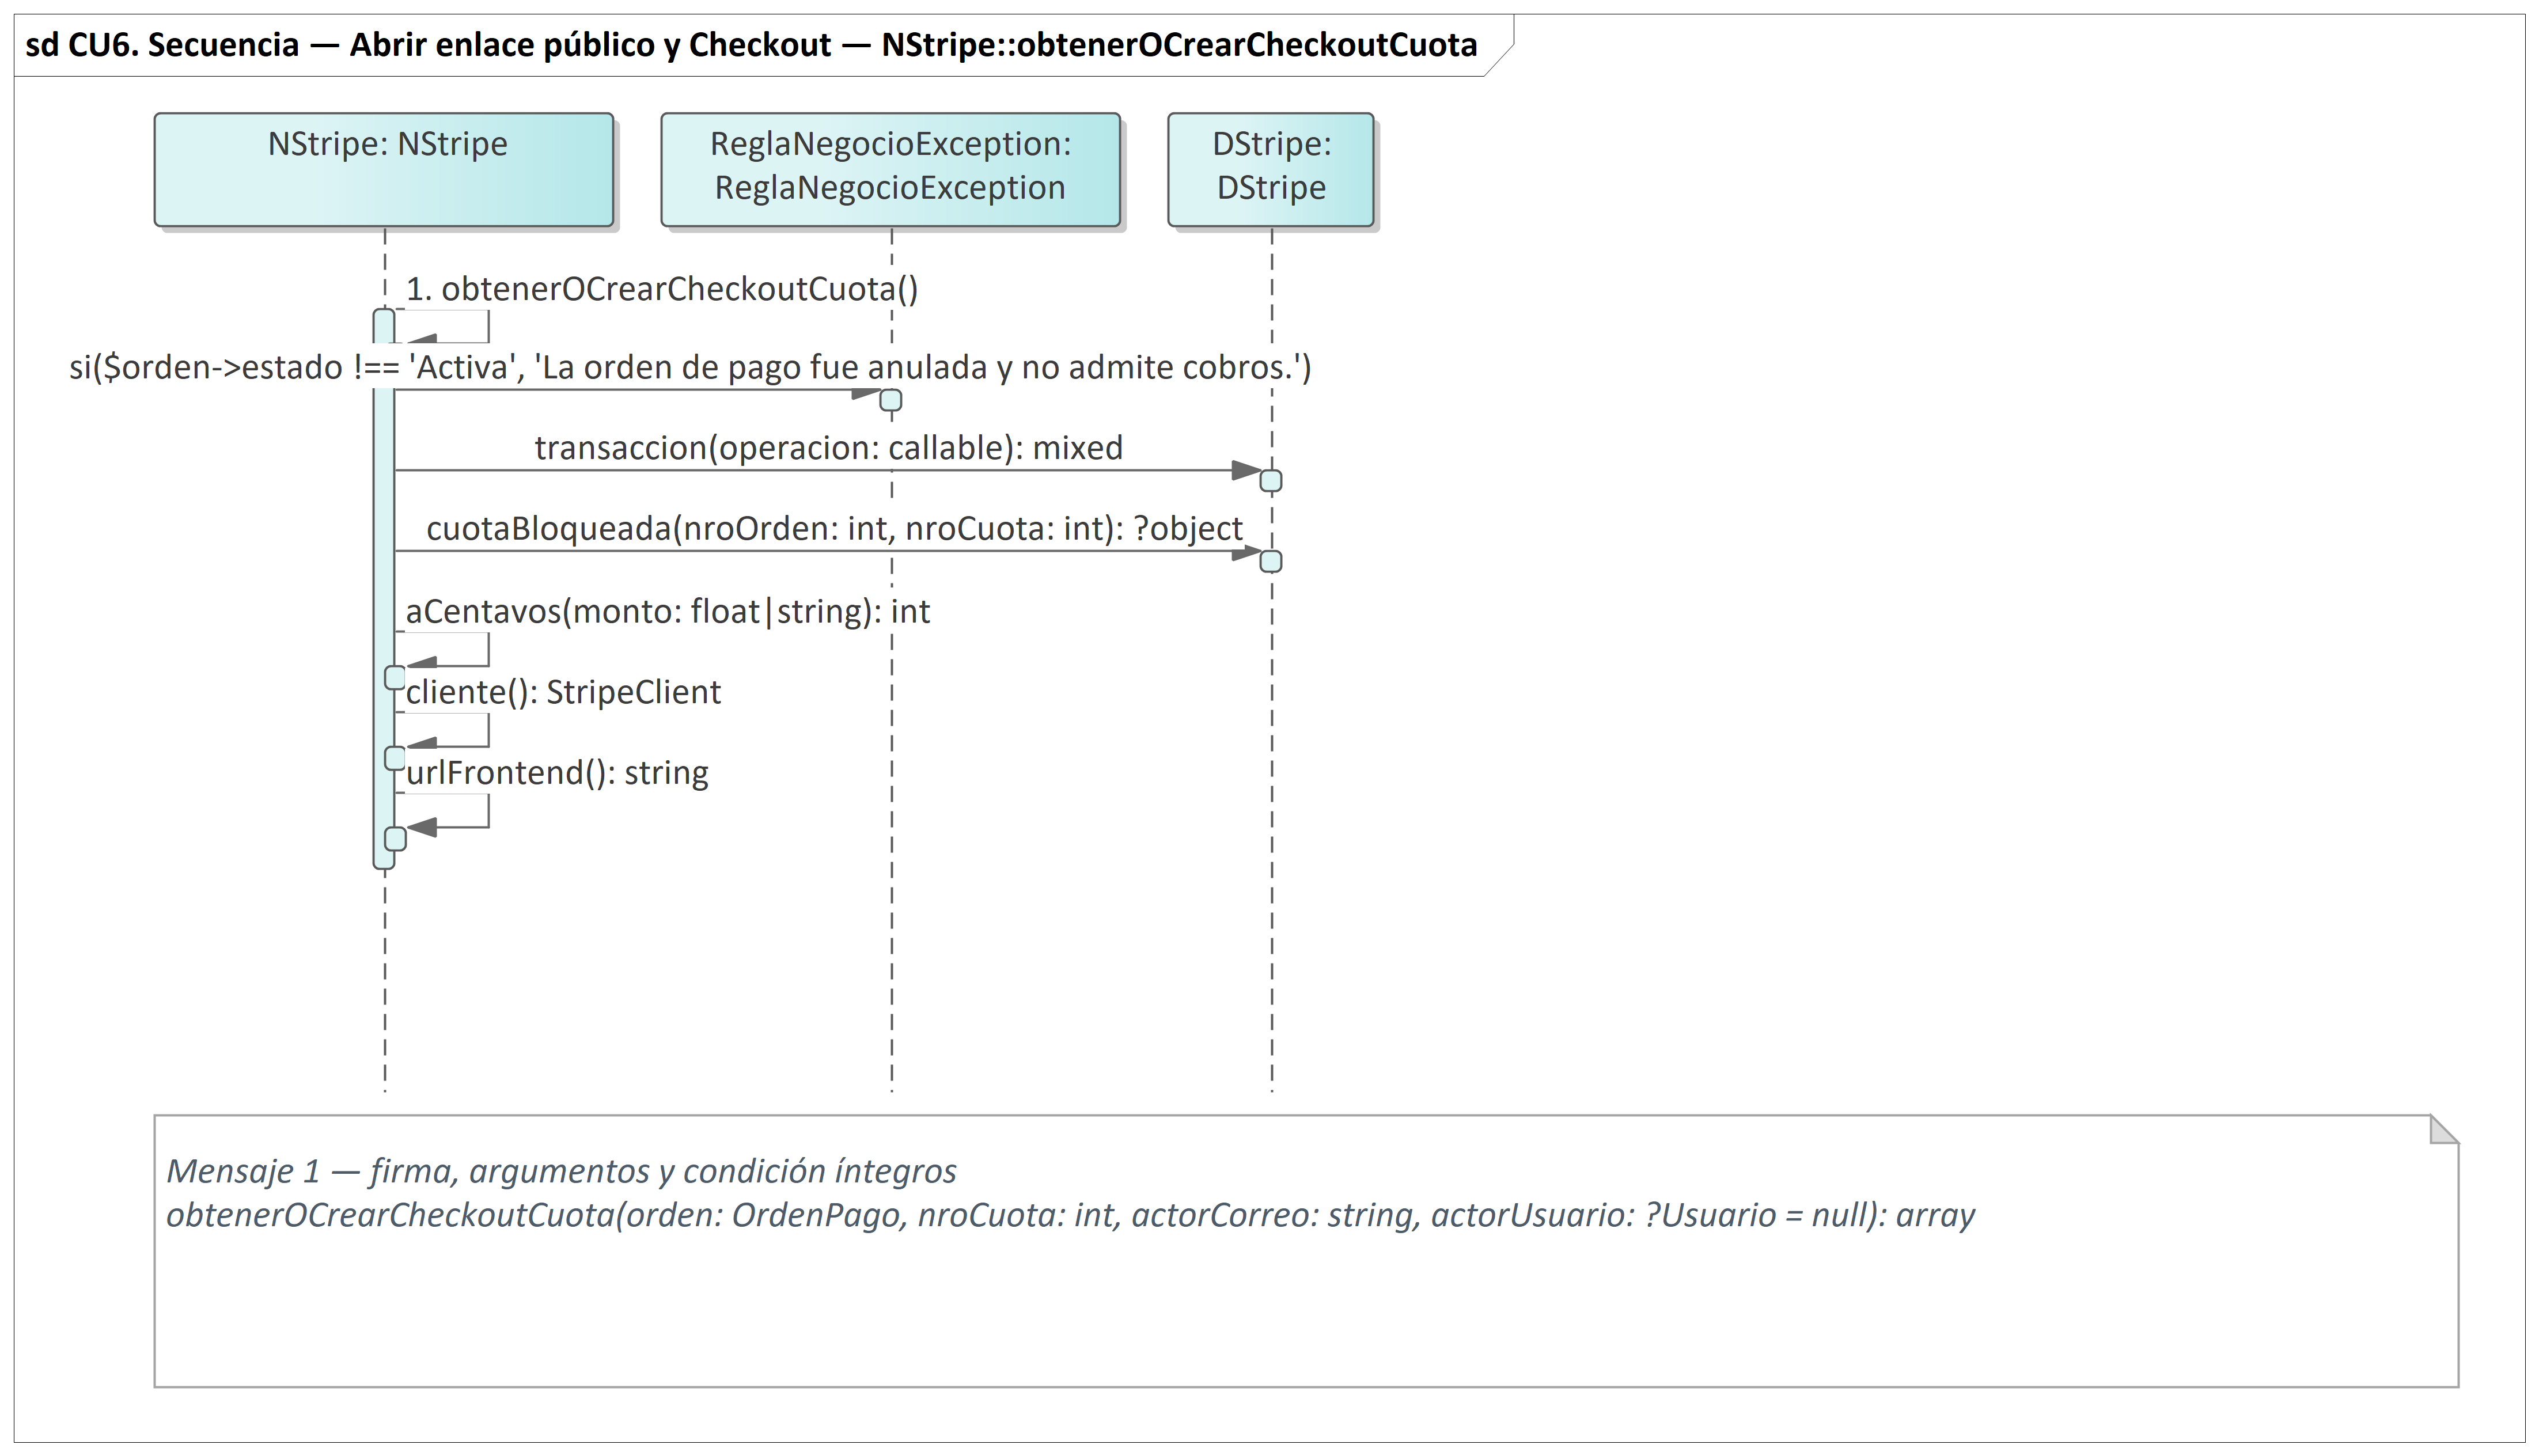 sd CU6. Secuencia — Abrir enlace público y Checkout — NStripe::obtenerOCrearCheckoutCuota
NStripe: NStripe
ReglaNegocioException:
ReglaNegocioException
DStripe:
DStripe
1. obtenerOCrearCheckoutCuota()
si($orden->estado !== 'Activa', 'La orden de pago fue anulada y no admite cobros.')
transaccion(operacion: callable): mixed
cuotaBloqueada(nroOrden: int, nroCuota: int): ?object
aCentavos(monto: float|string): int
cliente(): StripeClient
urlFrontend(): string
Mensaje 1 — firma, argumentos y condición íntegros
obtenerOCrearCheckoutCuota(orden: OrdenPago, nroCuota: int, actorCorreo: string, actorUsuario: ?Usuario = null): array